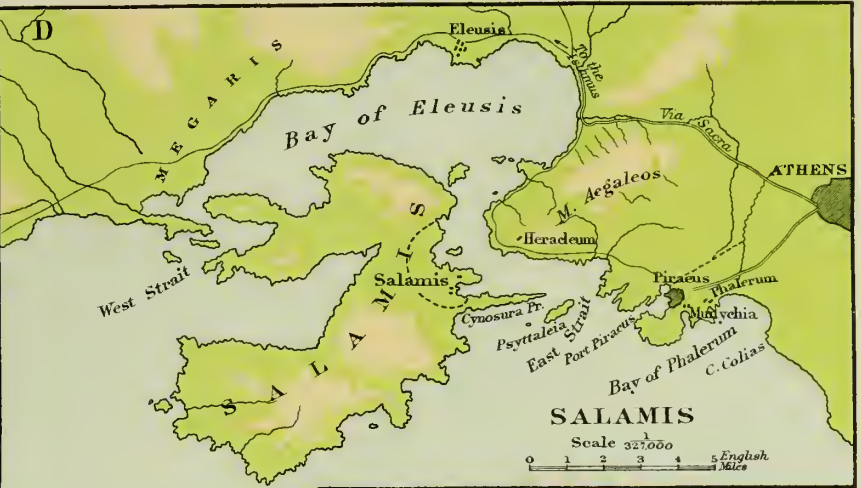 D
Eleusis
To the Isthmus
MEGARIS
Bay of Eleusis
Via Sacra
ATHENS
M. Aegaleos
Heracleum
SALAMIS
Salamis
West Strait
Cynosura Pr.
Psyttaleia
East Strait
Port Piraeus
Piraeus
Phalerum
Munychia
Bay of Phalerum
C. Colias
SALAMIS
Scale 1/327,000
0 1 2 3 4 5 English Miles